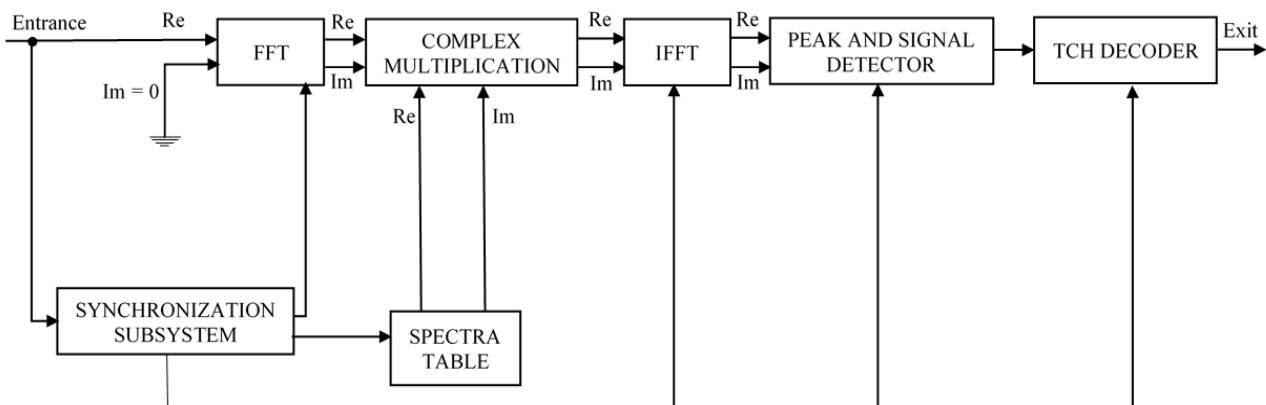 Entrance
Re
FFT
Re
Im
COMPLEX
MULTIPLICATION
Re
Im
IFFT
Re
Im
PEAK AND SIGNAL
DETECTOR
TCH DECODER
Exit
Im = 0
Re
Im
SYNCHRONIZATION
SUBSYSTEM
SPECTRA
TABLE